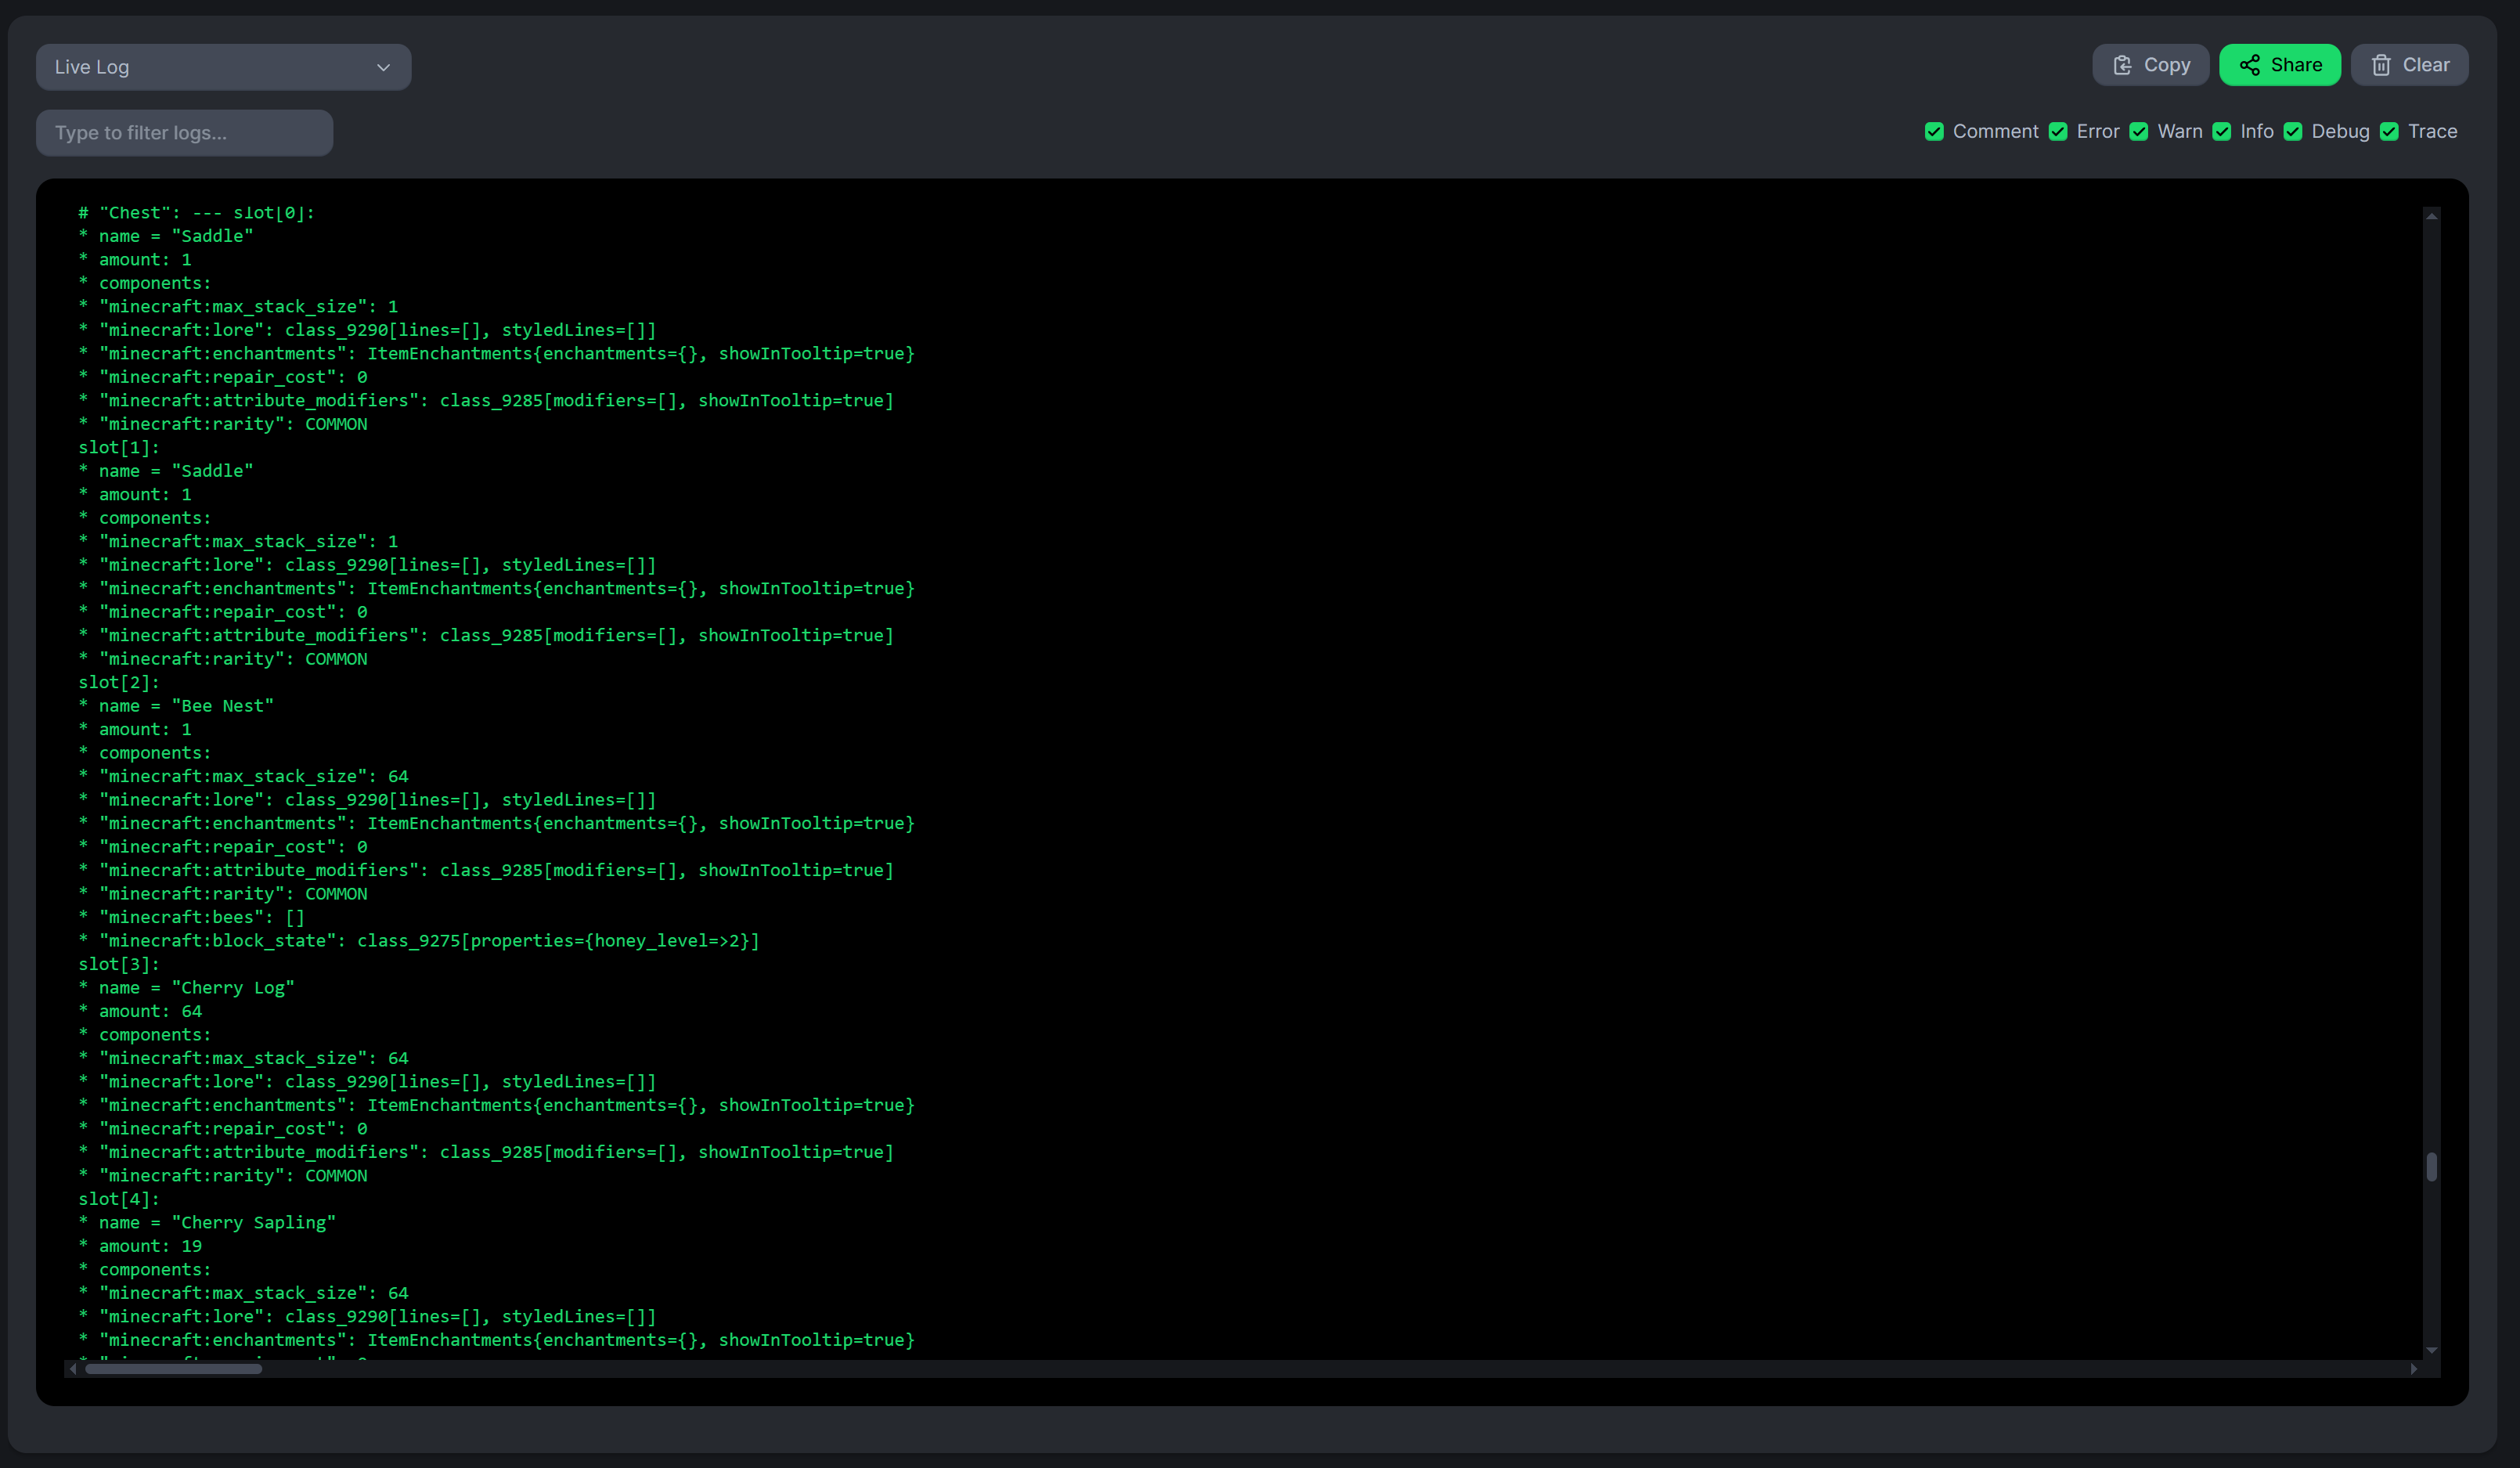 Live Log
Copy
Share
Clear
Type to filter logs...
Comment Error Warn Info Debug Trace
# "Chest": --- slot[0]:
* name = "Saddle"
* amount: 1
* components:
* "minecraft:max_stack_size": 1
* "minecraft:lore": class_9290[lines=[], styledLines=[]]
* "minecraft:enchantments": ItemEnchantments{enchantments={}, showInTooltip=true}
* "minecraft:repair_cost": 0
* "minecraft:attribute_modifiers": class_9285[modifiers=[], showInTooltip=true]
* "minecraft:rarity": COMMON
slot[1]:
* name = "Saddle"
* amount: 1
* components:
* "minecraft:max_stack_size": 1
* "minecraft:lore": class_9290[lines=[], styledLines=[]]
* "minecraft:enchantments": ItemEnchantments{enchantments={}, showInTooltip=true}
* "minecraft:repair_cost": 0
* "minecraft:attribute_modifiers": class_9285[modifiers=[], showInTooltip=true]
* "minecraft:rarity": COMMON
slot[2]:
* name = "Bee Nest"
* amount: 1
* components:
* "minecraft:max_stack_size": 64
* "minecraft:lore": class_9290[lines=[], styledLines=[]]
* "minecraft:enchantments": ItemEnchantments{enchantments={}, showInTooltip=true}
* "minecraft:repair_cost": 0
* "minecraft:attribute_modifiers": class_9285[modifiers=[], showInTooltip=true]
* "minecraft:rarity": COMMON
* "minecraft:bees": []
* "minecraft:block_state": class_9275[properties={honey_level=>2}]
slot[3]:
* name = "Cherry Log"
* amount: 64
* components:
* "minecraft:max_stack_size": 64
* "minecraft:lore": class_9290[lines=[], styledLines=[]]
* "minecraft:enchantments": ItemEnchantments{enchantments={}, showInTooltip=true}
* "minecraft:repair_cost": 0
* "minecraft:attribute_modifiers": class_9285[modifiers=[], showInTooltip=true]
* "minecraft:rarity": COMMON
slot[4]:
* name = "Cherry Sapling"
* amount: 19
* components:
* "minecraft:max_stack_size": 64
* "minecraft:lore": class_9290[lines=[], styledLines=[]]
* "minecraft:enchantments": ItemEnchantments{enchantments={}, showInTooltip=true}